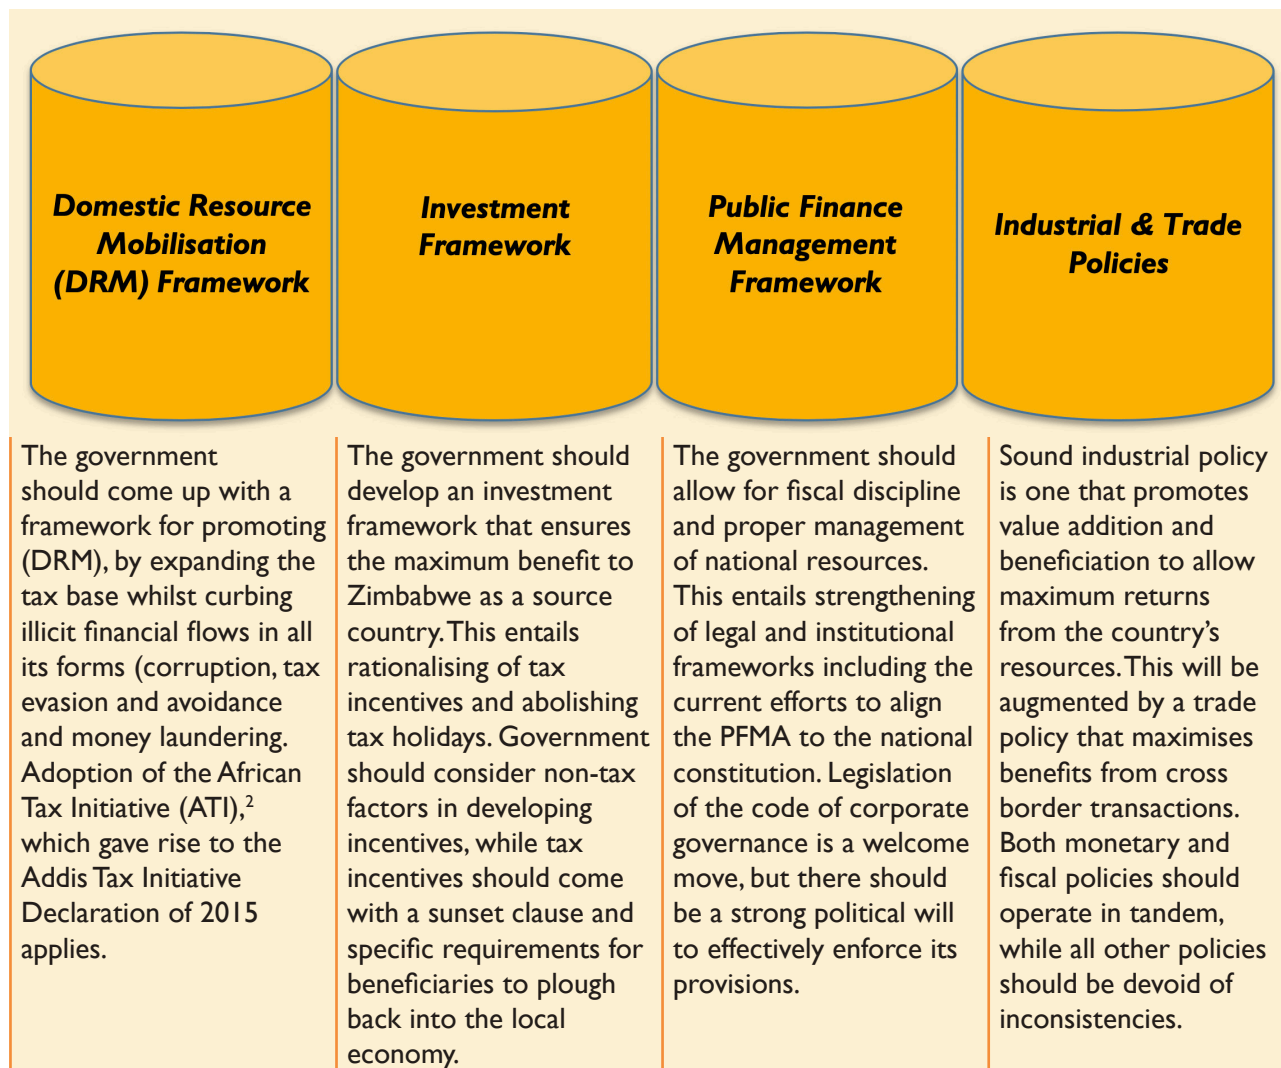 Domestic Resource
Mobilisation
(DRM) Framework
Investment
Framework
Public Finance
Management
Framework
Industrial & Trade
Policies
The government
should come up with a
framework for promoting
(DRM), by expanding the
tax base whilst curbing
illicit financial flows in all
its forms (corruption, tax
evasion and avoidance
and money laundering.
Adoption of the African
Tax Initiative (ATI),2
which gave rise to the
Addis Tax Initiative
Declaration of 2015
applies.
The government should
develop an investment
framework that ensures
the maximum benefit to
Zimbabwe as a source
country. This entails
rationalising of tax
incentives and abolishing
tax holidays. Government
should consider non-tax
factors in developing
incentives, while tax
incentives should come
with a sunset clause and
specific requirements for
beneficiaries to plough
back into the local
economy.
The government should
allow for fiscal discipline
and proper management
of national resources.
This entails strengthening
of legal and institutional
frameworks including the
current efforts to align
the PFMA to the national
constitution. Legislation
of the code of corporate
governance is a welcome
move, but there should
be a strong political will
to effectively enforce its
provisions.
Sound industrial policy
is one that promotes
value addition and
beneficiation to allow
maximum returns
from the country's
resources. This will be
augmented by a trade
policy that maximises
benefits from cross
border transactions.
Both monetary and
fiscal policies should
operate in tandem,
while all other policies
should be devoid of
inconsistencies.